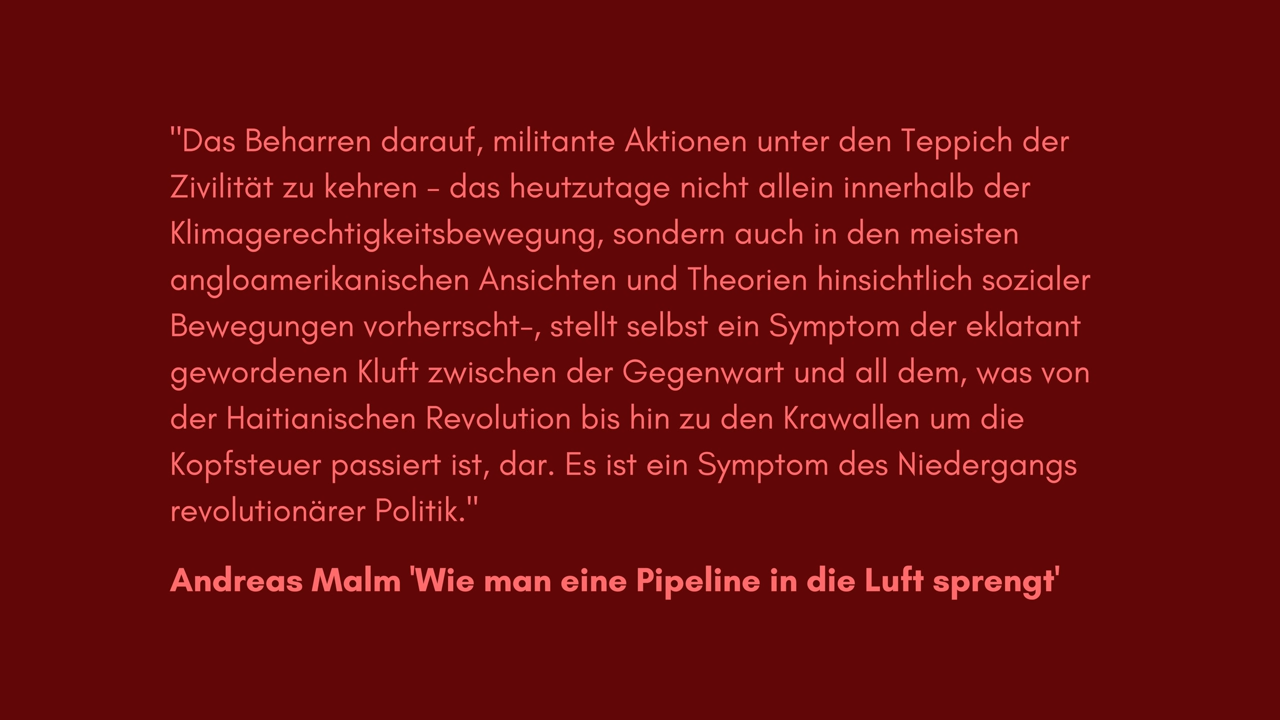 "Das Beharren darauf, militante Aktionen unter den Teppich der
Zivilität zu kehren - das heutzutage nicht allein innerhalb der
Klimagerechtigkeitsbewegung, sondern auch in den meisten
angloamerikanischen Ansichten und Theorien hinsichtlich sozialer
Bewegungen vorherrscht-, stellt selbst ein Symptom der eklatant
gewordenen Kluft zwischen der Gegenwart und all dem, was von
der Haitianischen Revolution bis hin zu den Krawallen um die
Kopfsteuer passiert ist, dar. Es ist ein Symptom des Niedergangs
revolutionärer Politik."
Andreas Malm 'Wie man eine Pipeline in die Luft sprengt'